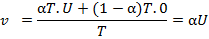 v = αT.U + (1 − α)T.0 / T = αU